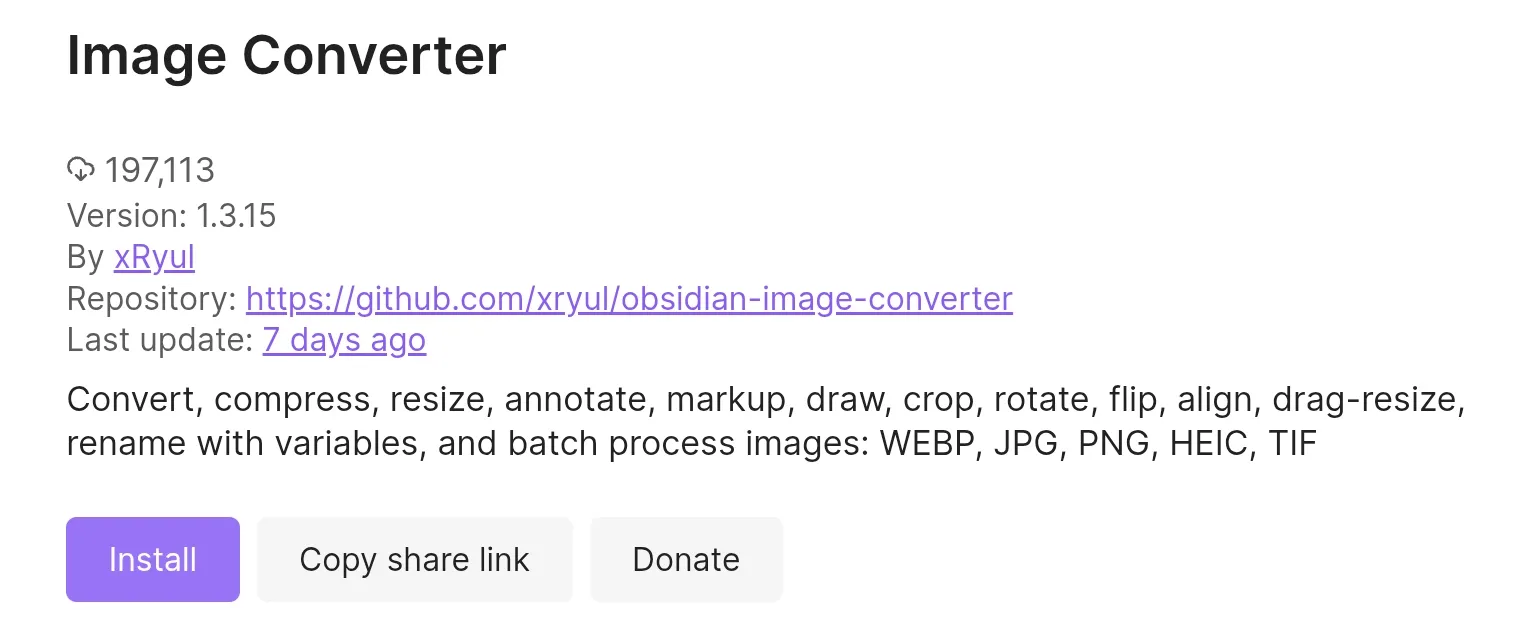 Image Converter
197,113
Version: 1.3.15
By xRyul
Repository: https://github.com/xryul/obsidian-image-converter
Last update: 7 days ago
Convert, compress, resize, annotate, markup, draw, crop, rotate, flip, align, drag-resize,
rename with variables, and batch process images: WEBP, JPG, PNG, HEIC, TIF
Install Copy share link Donate